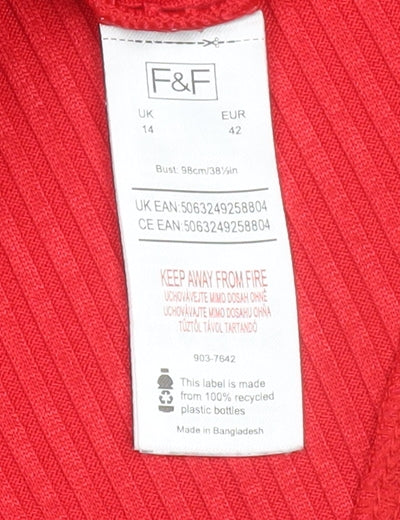 F&F
UK EUR
14 42
Bust: 98cm/38½in
UK EAN:5063249258804
CE EAN:5063249258804
KEEP AWAY FROM FIRE
UCHOVÁVEJTE MIMO DOSAH OHNĚ
UCHOVÁVAJTE MIMO DOSAHU OHŇA
TŰZTŐL TÁVOL TARTANDÓ
903-7642
This label is made
from 100% recycled
plastic bottles
Made in Bangladesh